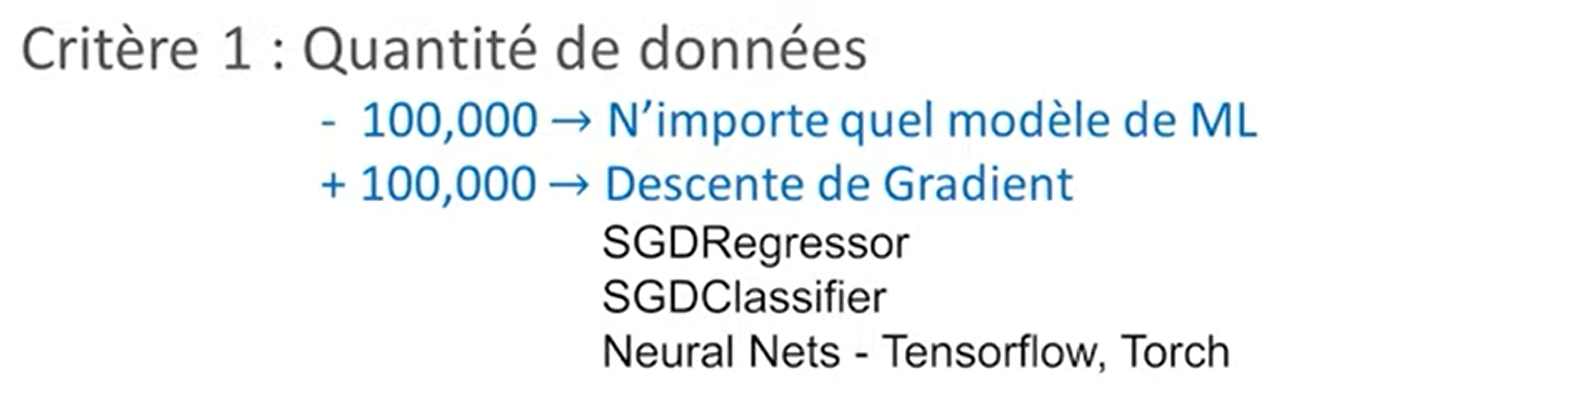 Critère 1 : Quantité de données
- 100,000 → N'importe quel modèle de ML
+ 100,000 → Descente de Gradient
SGDRegressor
SGDClassifier
Neural Nets - Tensorflow, Torch